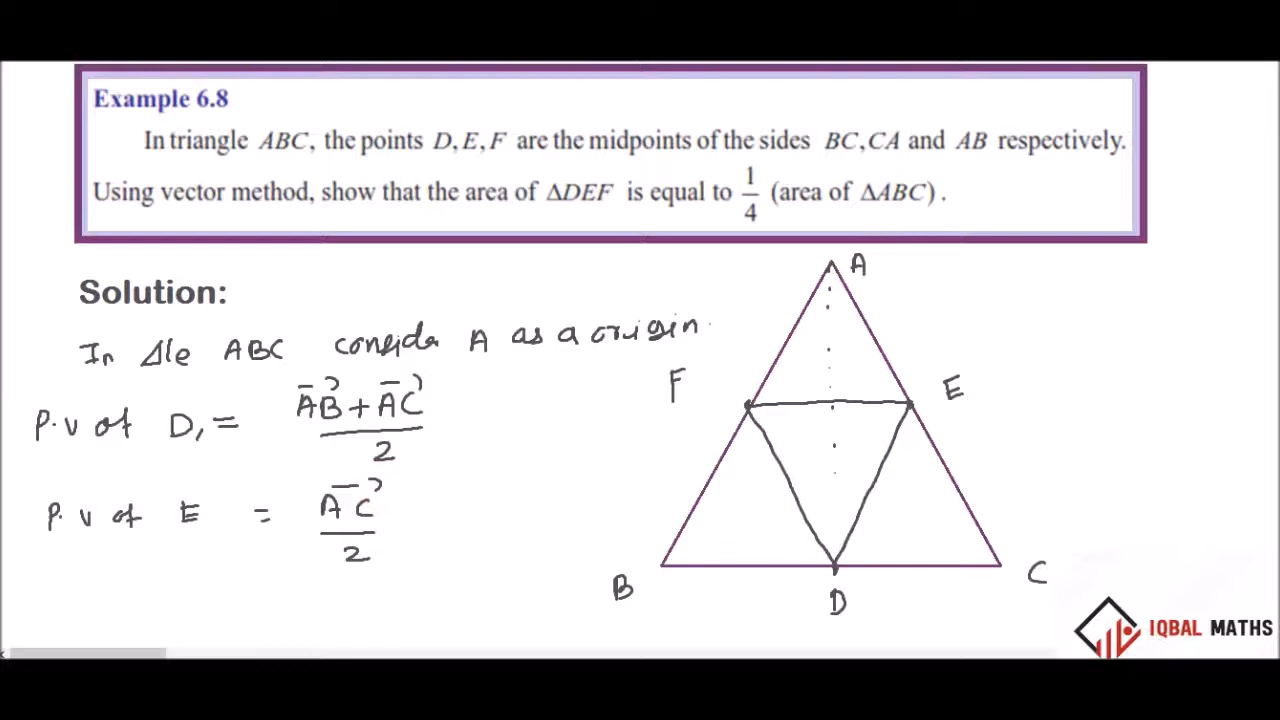 Example 6.8
In triangle ABC, the points D, E, F are the midpoints of the sides BC, CA and AB respectively.
Using vector method, show that the area of ΔDEF is equal to 1/4 (area of ΔABC).
Solution:
In Δle ABC consider A as a origin.
P.v of D, = (AB⃗ + AC⃗)/2
P.v of E = AC⃗/2
A
F
E
B
D
C
IQBAL MATHS